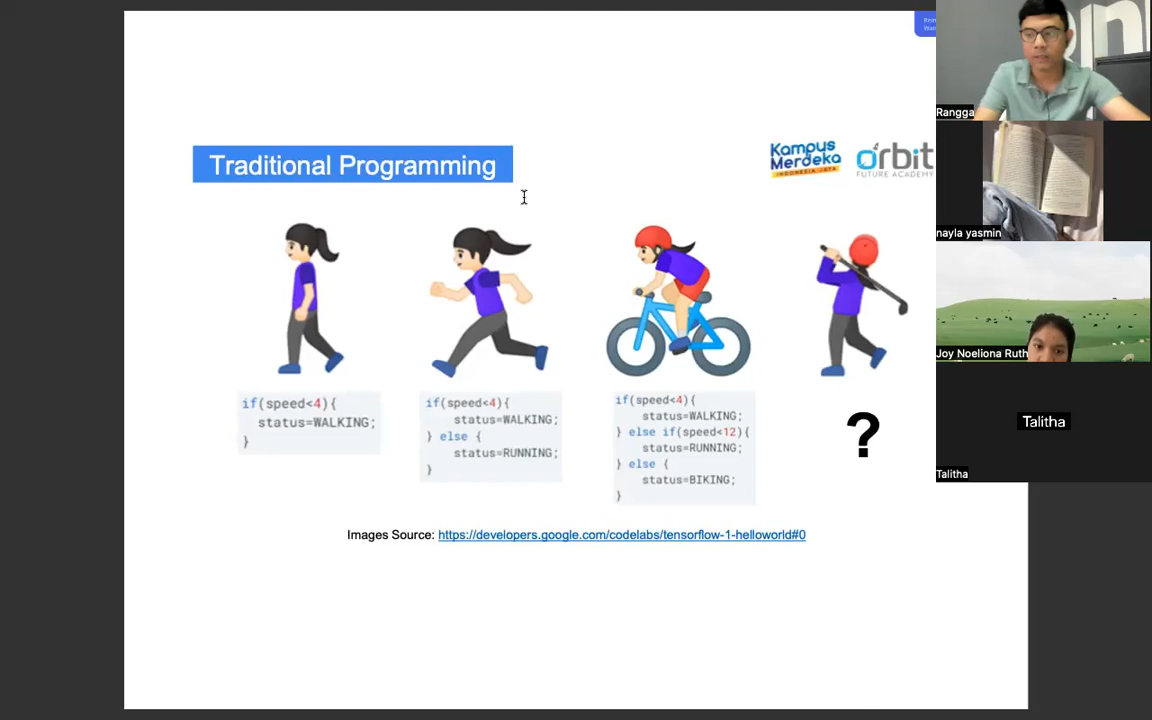 Traditional Programming
Kampus
Merdeka
INDONESIA JAYA
Orbit
FUTURE ACADEMY
if(speed<4){
status=WALKING;
}
if(speed<4){
status=WALKING;
} else {
status=RUNNING;
}
if(speed<4){
status=WALKING;
} else if(speed<12){
status=RUNNING;
} else {
status=BIKING;
}
?
Images Source: https://developers.google.com/codelabs/tensorflow-1-helloworld#0
Rangga
nayla yasmin
Joy Noeliona Ruth
Talitha
Talitha